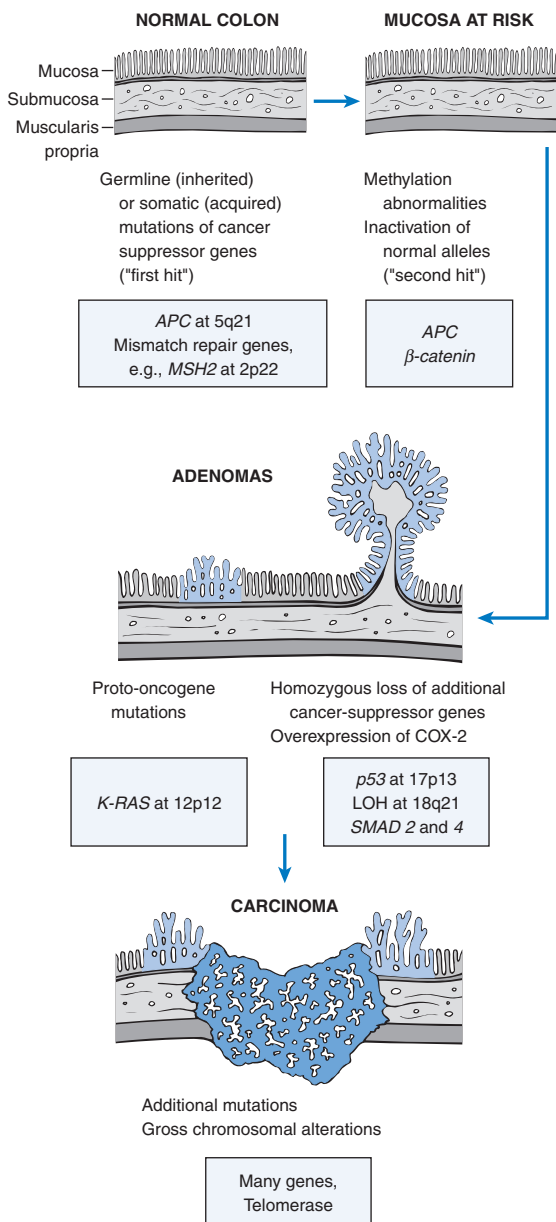 NORMAL COLON
MUCOSA AT RISK
Mucosa
Submucosa
Muscularis
propria
Germline (inherited)
or somatic (acquired)
mutations of cancer
suppressor genes
("first hit")
Methylation
abnormalities
Inactivation of
normal alleles
("second hit")
APC at 5q21
Mismatch repair genes,
e.g., MSH2 at 2p22
APC
β-catenin
ADENOMAS
Proto-oncogene
mutations
Homozygous loss of additional
cancer-suppressor genes
Overexpression of COX-2
K-RAS at 12p12
p53 at 17p13
LOH at 18q21
SMAD 2 and 4
CARCINOMA
Additional mutations
Gross chromosomal alterations
Many genes,
Telomerase